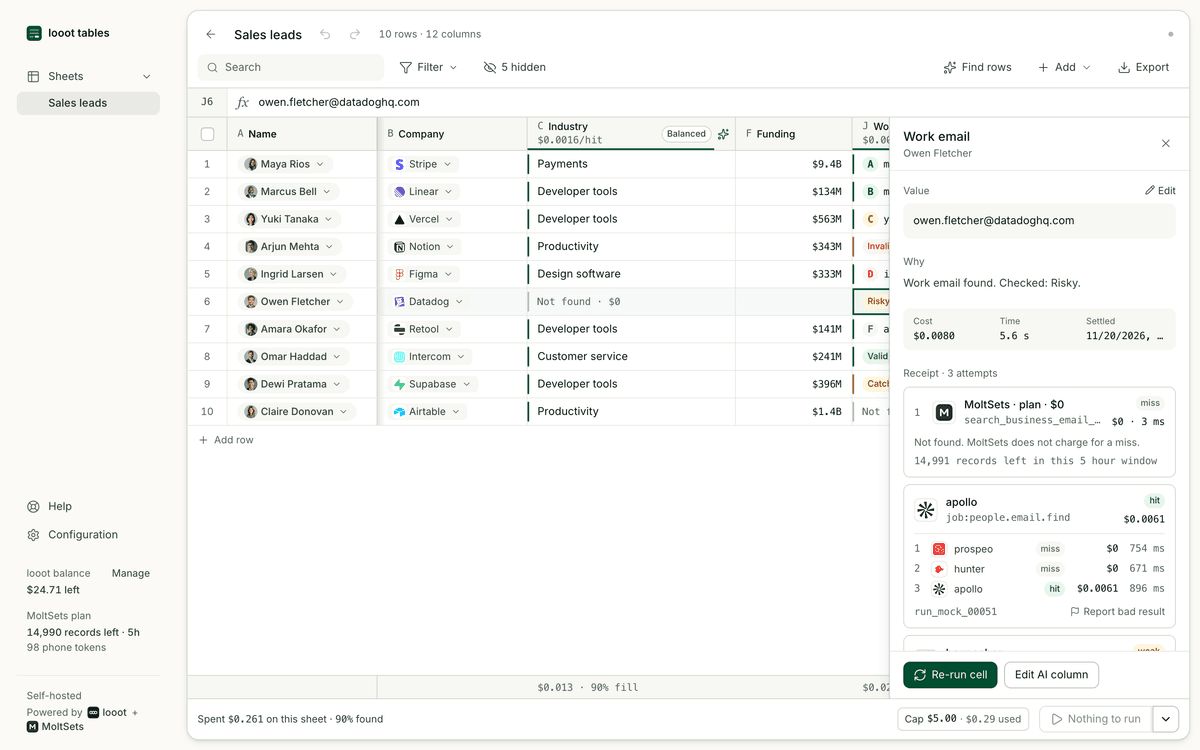 looot tables
Sheets
Sales leads
Help
Configuration
looot balance Manage
$24.71 left
MoltSets plan
14,990 records left · 5h
98 phone tokens
Self-hosted
Powered by looot +
MoltSets
Sales leads 10 rows · 12 columns
Search Filter 5 hidden Find rows Add Export
J6 fx owen.fletcher@datadoghq.com
A Name B Company C Industry $0.0016/hit Balanced F Funding J Wo $0.00
1 Maya Rios Stripe Payments $9.4B A m
2 Marcus Bell Linear Developer tools $134M B m
3 Yuki Tanaka Vercel Developer tools $563M C y
4 Arjun Mehta Notion Productivity $343M Invali
5 Ingrid Larsen Figma Design software $333M D i
6 Owen Fletcher Datadog Not found · $0 Risky
7 Amara Okafor Retool Developer tools $141M F a
8 Omar Haddad Intercom Customer service $241M Valid
9 Dewi Pratama Supabase Developer tools $396M Catch
10 Claire Donovan Airtable Productivity $1.4B Not f
Add row
$0.013 · 90% fill $0.02
Spent $0.261 on this sheet · 90% found
Cap $5.00 · $0.29 used Nothing to run
Work email
Owen Fletcher
Value Edit
owen.fletcher@datadoghq.com
Why
Work email found. Checked: Risky.
Cost Time Settled
$0.0080 5.6 s 11/20/2026, …
Receipt · 3 attempts
1 M MoltSets · plan · $0 miss
search_business_email_… $0 · 3 ms
Not found. MoltSets does not charge for a miss.
14,991 records left in this 5 hour window
apollo hit
job:people.email.find $0.0061
1 prospeo miss $0 754 ms
2 hunter miss $0 671 ms
3 apollo hit $0.0061 896 ms
run_mock_00051 Report bad result
Re-run cell Edit AI column